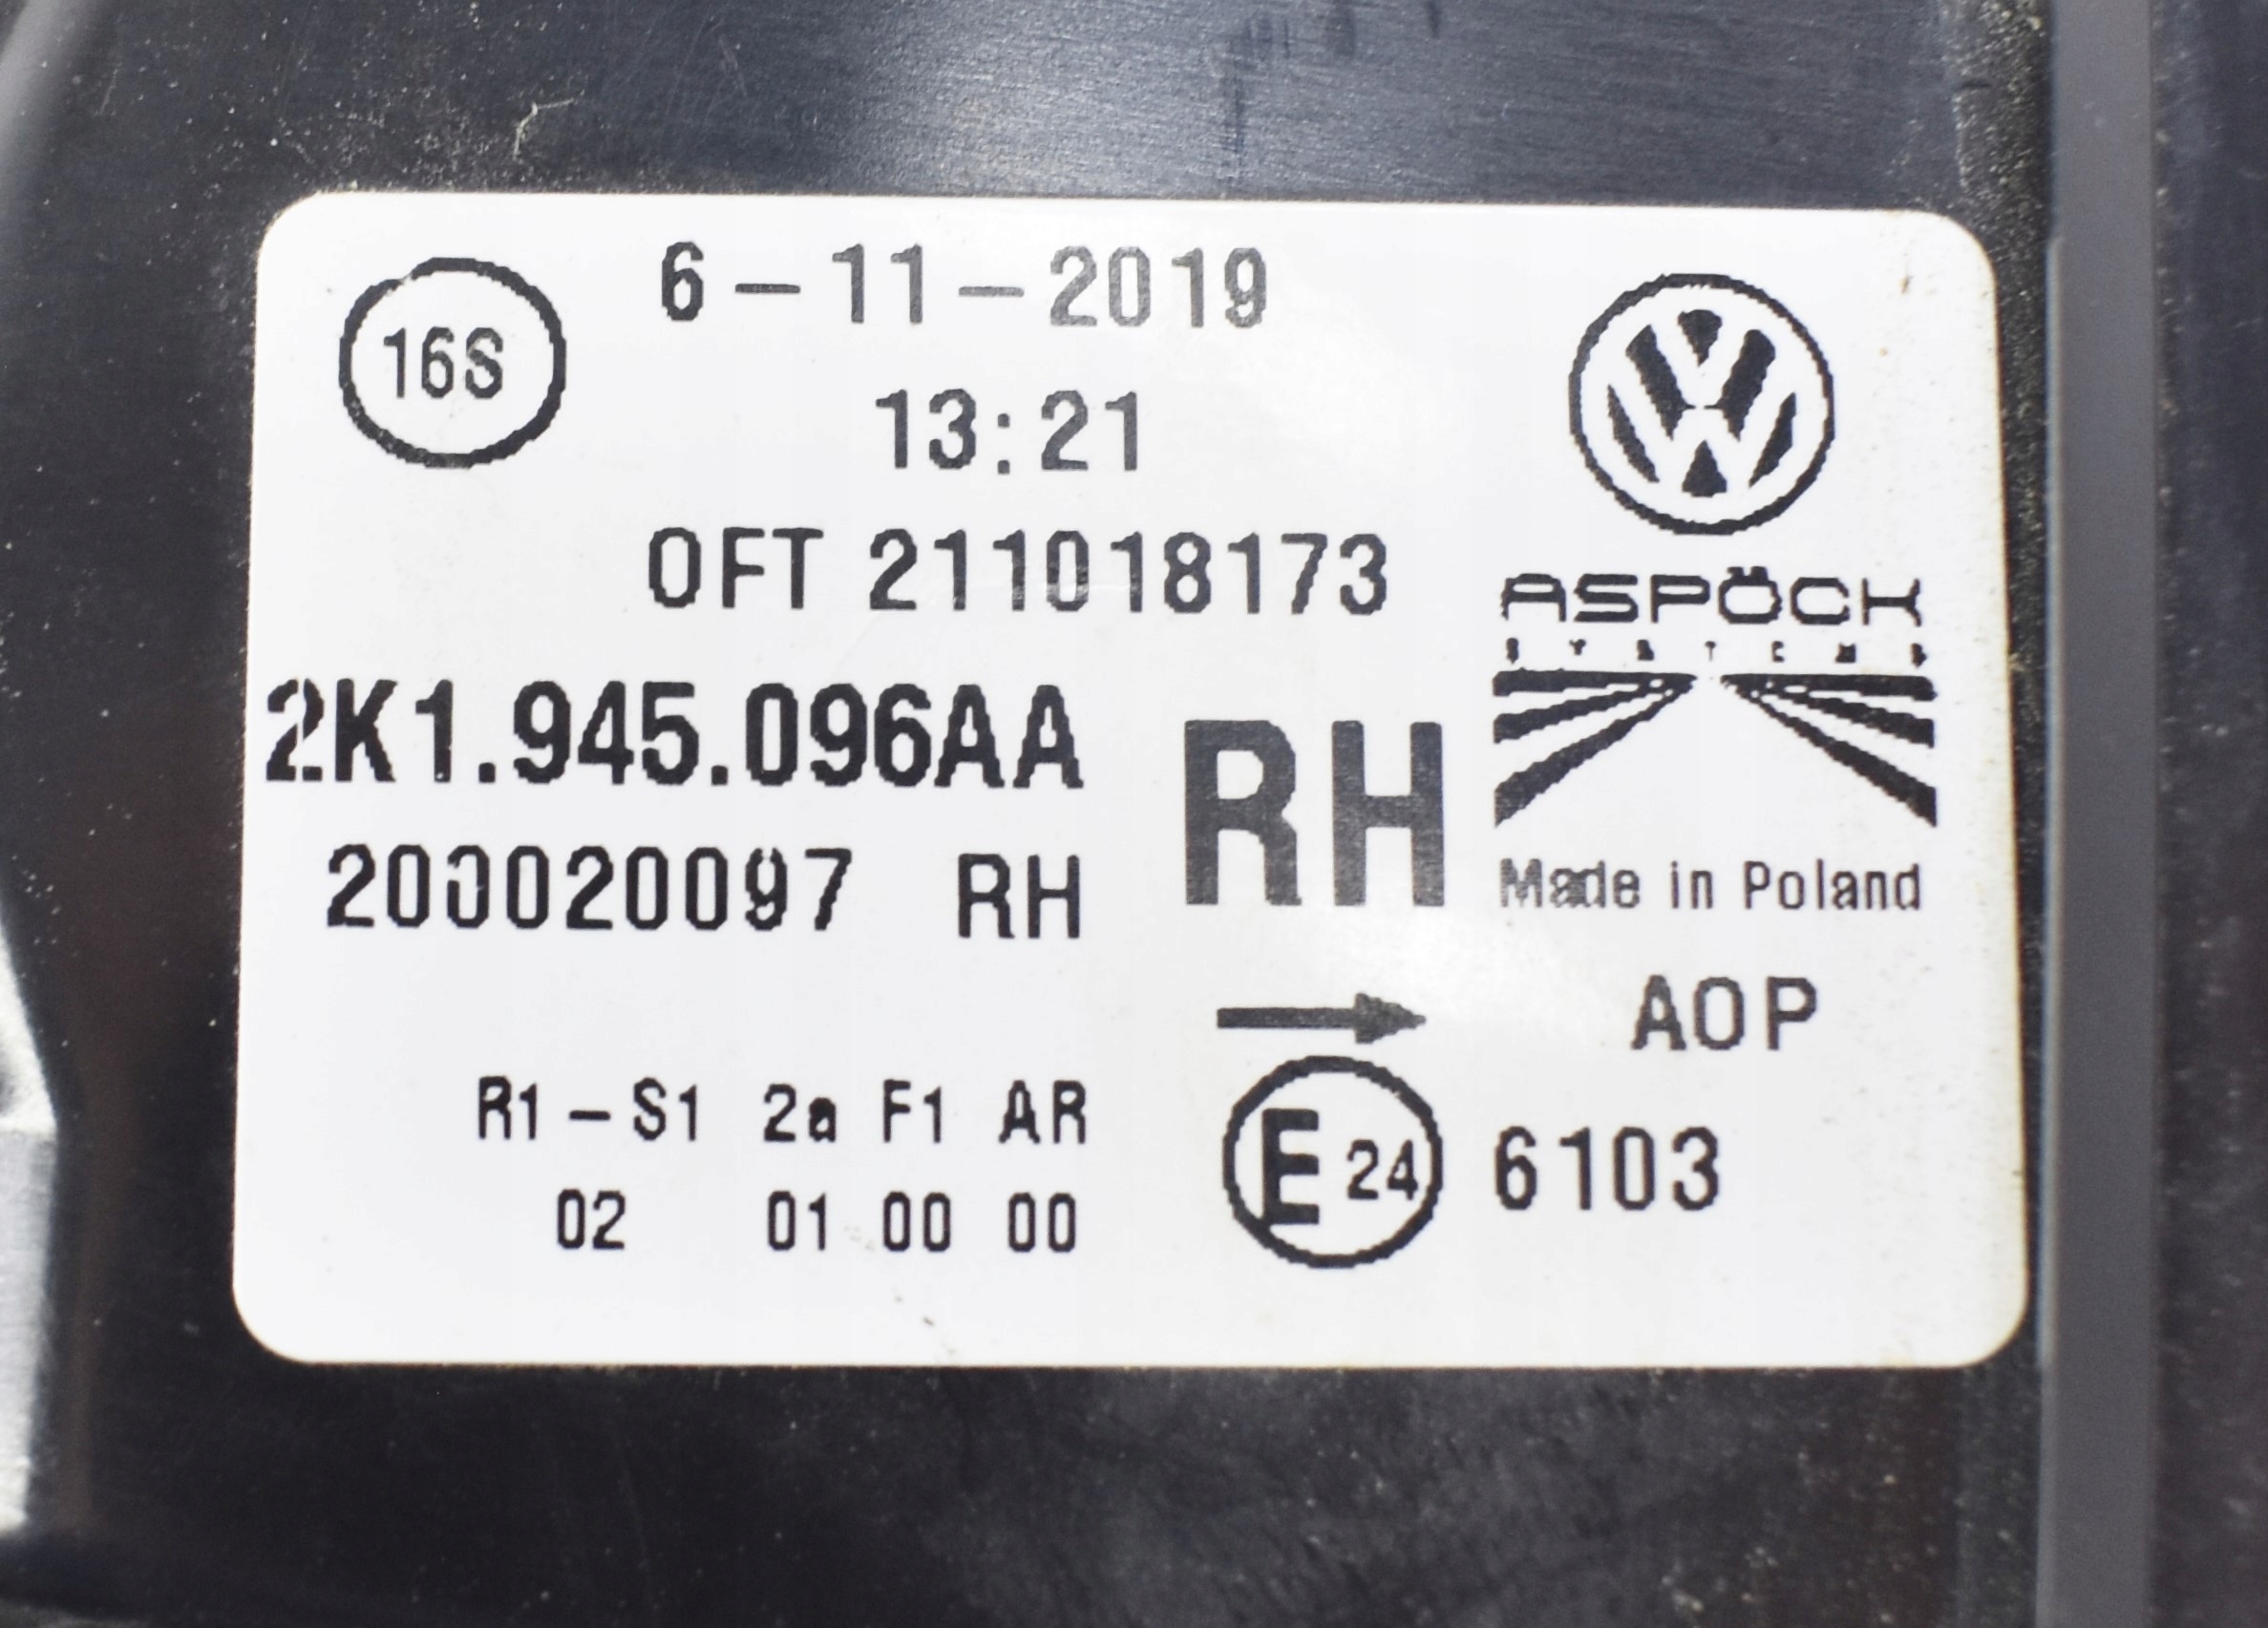 6-11-2019
16S
13:21
OFT 211018173
ASPÖCK
SYSTEMS
2K1.945.096AA
RH
200020097 RH
Made in Poland
AOP
R1-S1 2a F1 AR
02 01 00 00
E 24 6103